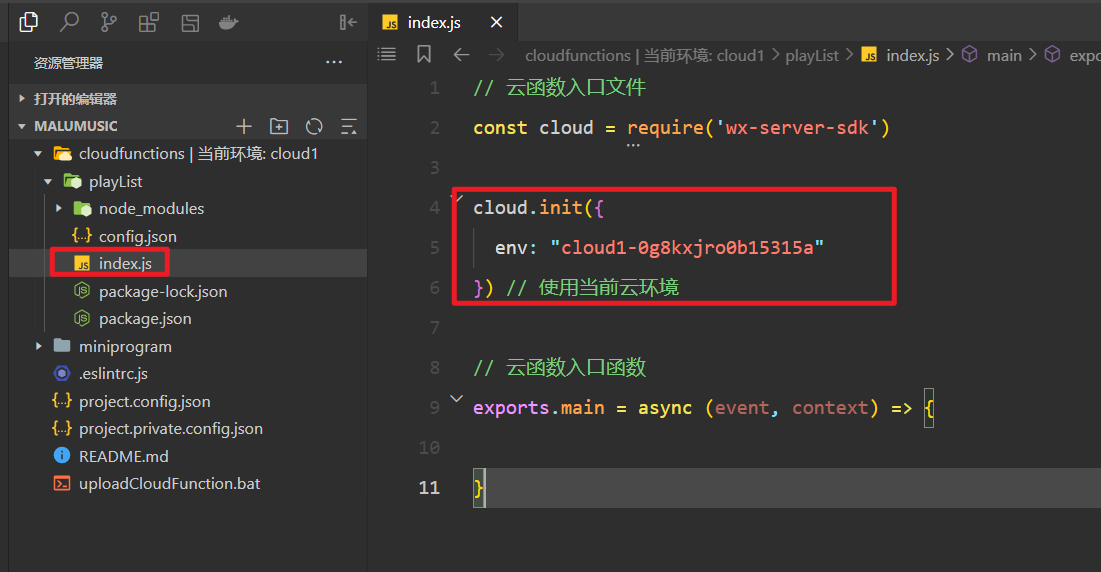 index.js
资源管理器
cloudfunctions | 当前环境: cloud1 > playList > index.js > main > expo
打开的编辑器
MALUMUSIC
cloudfunctions | 当前环境: cloud1
playList
node_modules
config.json
index.js
package-lock.json
package.json
miniprogram
.eslintrc.js
project.config.json
project.private.config.json
README.md
uploadCloudFunction.bat
1 // 云函数入口文件
2 const cloud = require('wx-server-sdk')
3
4 cloud.init({
5 env: "cloud1-0g8kxjro0b15315a"
6 }) // 使用当前云环境
7
8 // 云函数入口函数
9 exports.main = async (event, context) => {
10
11 }